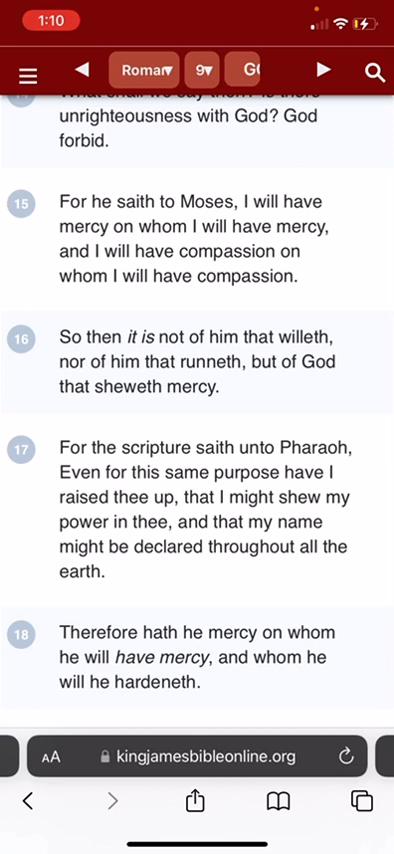 1:10
Roman 9 G
unrighteousness with God? God
forbid.
15 For he saith to Moses, I will have
mercy on whom I will have mercy,
and I will have compassion on
whom I will have compassion.
16 So then it is not of him that willeth,
nor of him that runneth, but of God
that sheweth mercy.
17 For the scripture saith unto Pharaoh,
Even for this same purpose have I
raised thee up, that I might shew my
power in thee, and that my name
might be declared throughout all the
earth.
18 Therefore hath he mercy on whom
he will have mercy, and whom he
will he hardeneth.
AA kingjamesbibleonline.org